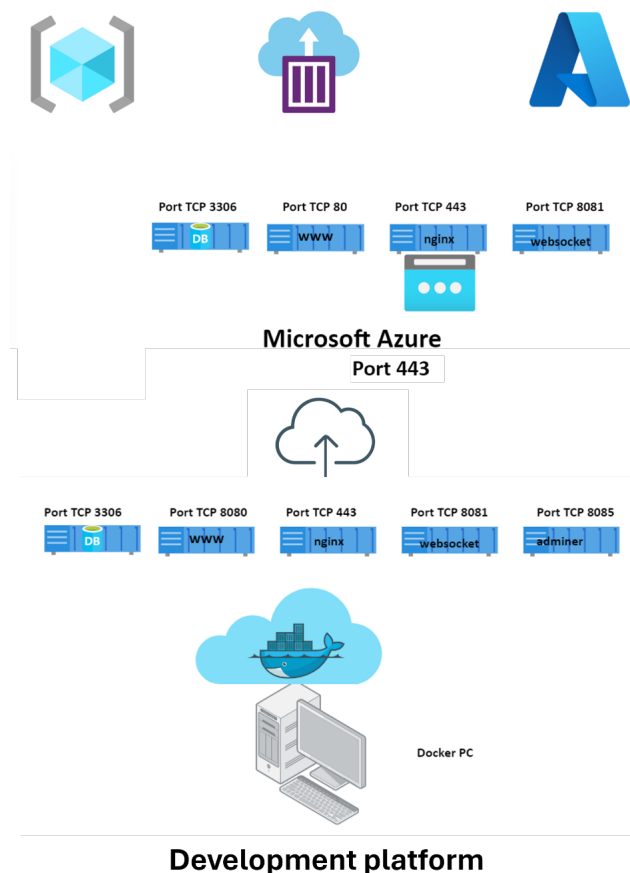 Port TCP 3306
Port TCP 80
Port TCP 443
Port TCP 8081
DB
www
nginx
websocket
Microsoft Azure
Port 443
Port TCP 3306
Port TCP 8080
Port TCP 443
Port TCP 8081
Port TCP 8085
DB
www
nginx
websocket
adminer
Docker PC
Development platform